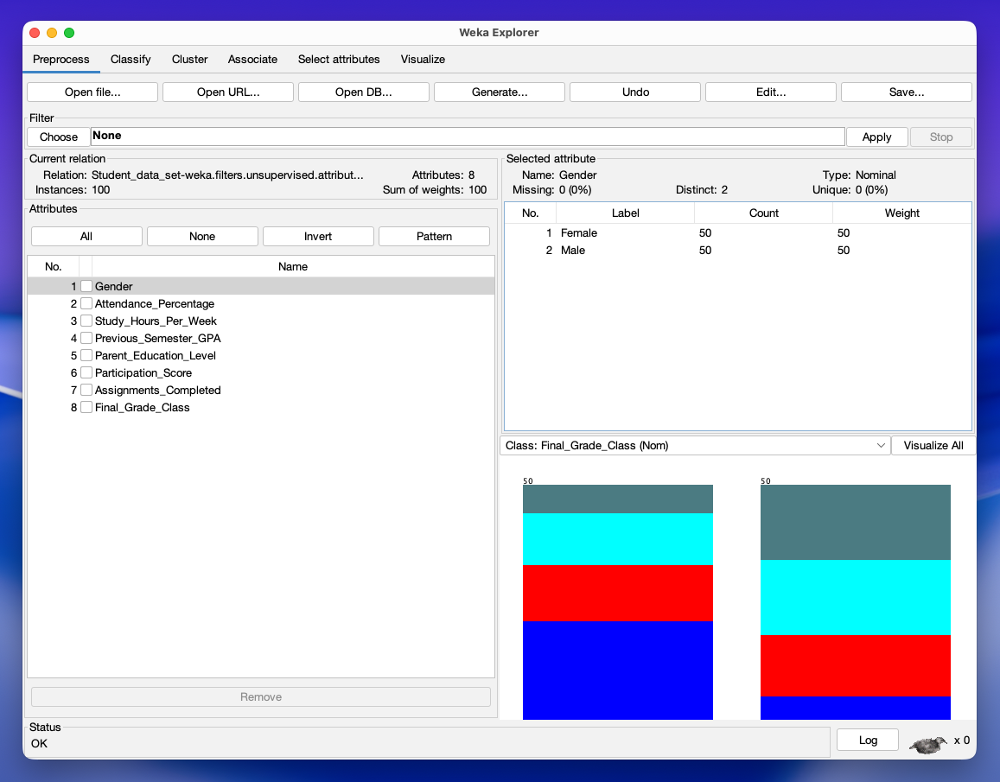 Weka Explorer
Preprocess Classify Cluster Associate Select attributes Visualize
Open file... Open URL... Open DB... Generate... Undo Edit... Save...
Filter
Choose None Apply Stop
Current relation
Relation: Student_data_set-weka.filters.unsupervised.attribut... Attributes: 8
Instances: 100 Sum of weights: 100
Attributes
All None Invert Pattern
No. Name
1 Gender
2 Attendance_Percentage
3 Study_Hours_Per_Week
4 Previous_Semester_GPA
5 Parent_Education_Level
6 Participation_Score
7 Assignments_Completed
8 Final_Grade_Class
Remove
Selected attribute
Name: Gender Type: Nominal
Missing: 0 (0%) Distinct: 2 Unique: 0 (0%)
No. Label Count Weight
1 Female 50 50
2 Male 50 50
Class: Final_Grade_Class (Nom) Visualize All
50 50
Status
OK
Log x 0